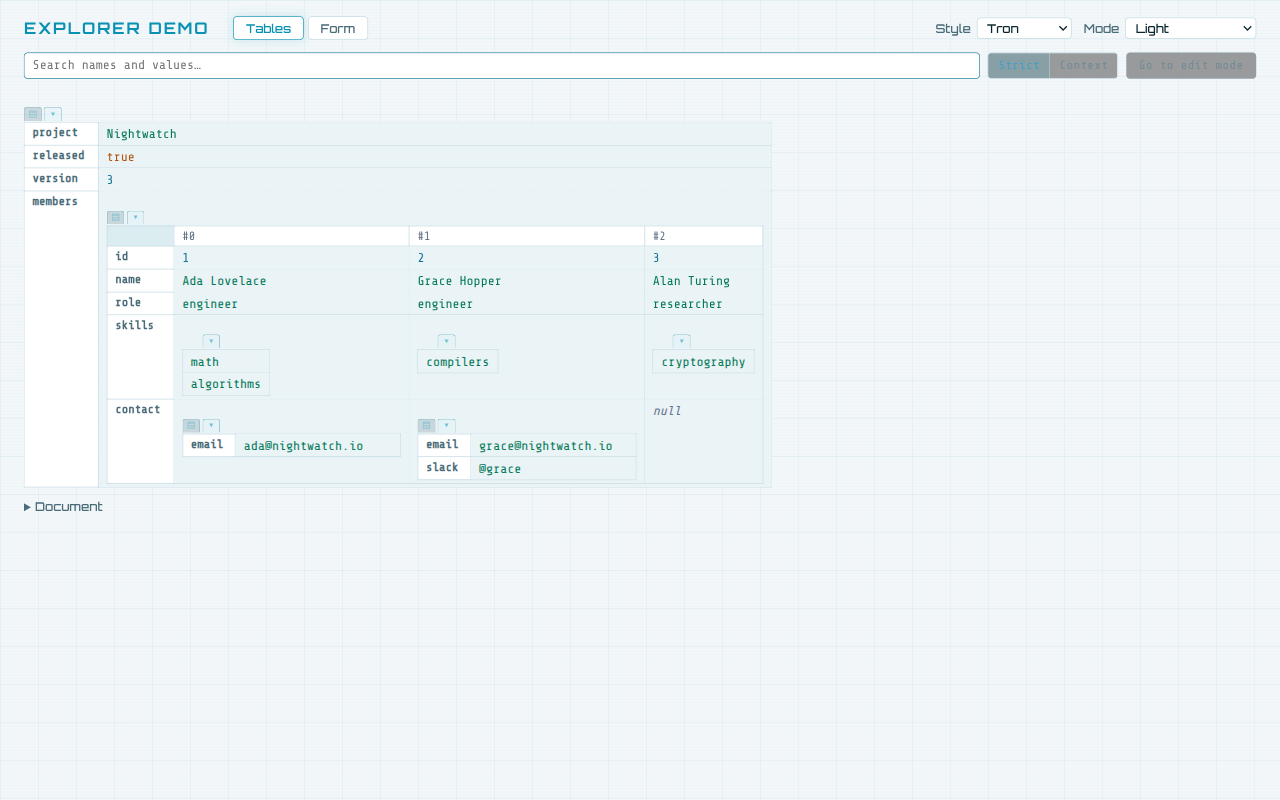 EXPLORER DEMO Tables Form Style Tron Mode Light
Search names and values… Strict Context Go to edit mode
project Nightwatch
released true
version 3
members
#0 #1 #2
id 1 2 3
name Ada Lovelace Grace Hopper Alan Turing
role engineer engineer researcher
skills
math compilers cryptography
algorithms
contact null
email ada@nightwatch.io email grace@nightwatch.io
slack @grace
Document